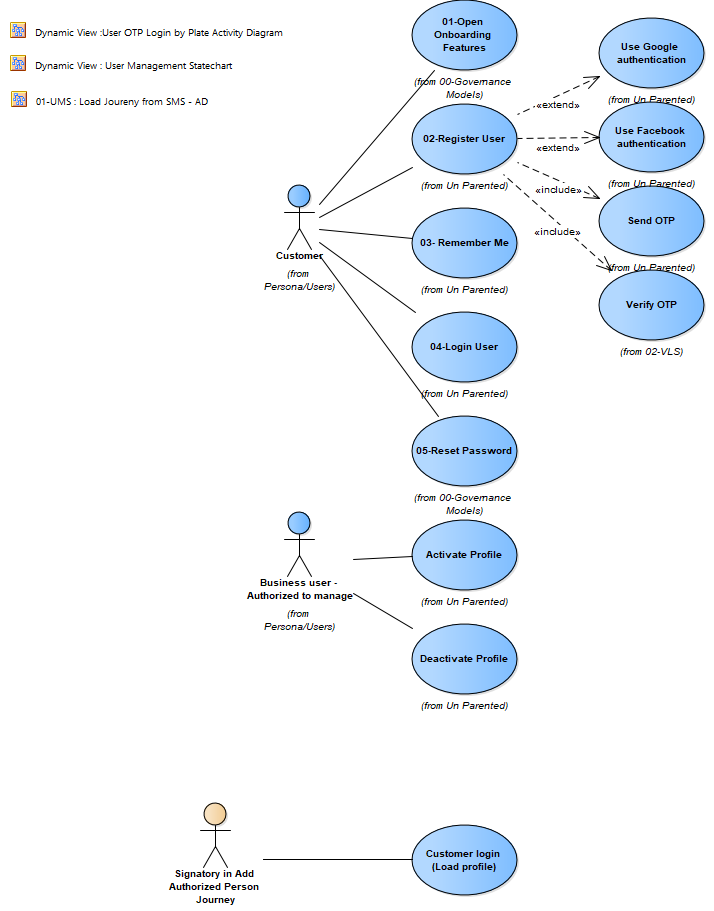 Dynamic View :User OTP Login by Plate Activity Diagram
Dynamic View : User Management Statechart
01-UMS : Load Joureny from SMS - AD
01-Open
Onboarding
Features
(from 00-Governance
Models)
Use Google
authentication
(from Un Parented)
«extend»
02-Register User
(from Un Parented)
Use Facebook
authentication
(from Un Parented)
«extend»
«include»
Send OTP
(from Un Parented)
«include»
Customer
(from
Persona/Users)
03- Remember Me
(from Un Parented)
Verify OTP
(from 02-VLS)
04-Login User
(from Un Parented)
05-Reset Password
(from 00-Governance
Models)
Business user -
Authorized to manage
(from
Persona/Users)
Activate Profile
(from Un Parented)
Deactivate Profile
(from Un Parented)
Signatory in Add
Authorized Person
Journey
Customer login
(Load profile)